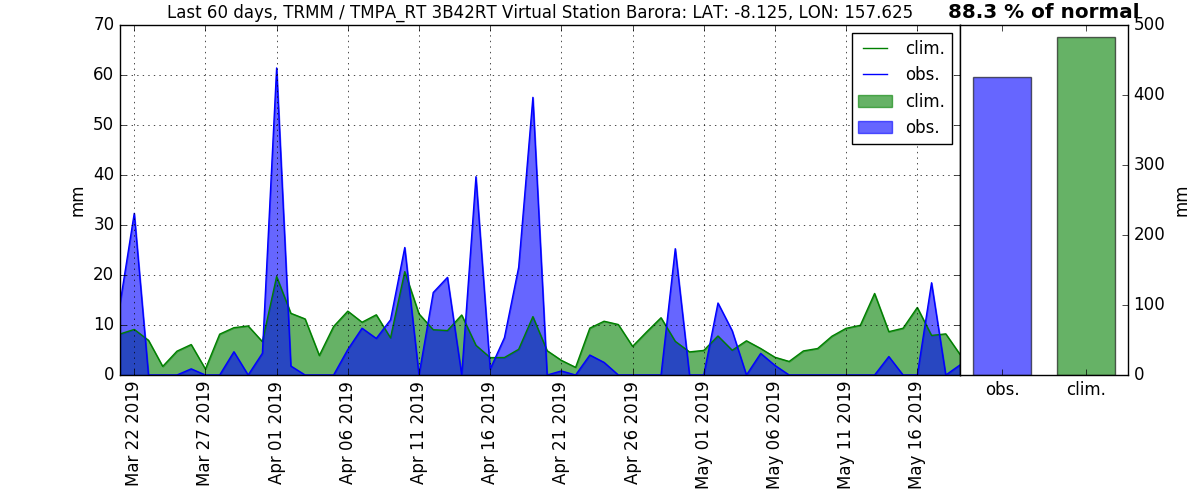 Last 60 days, TRMM / TMPA_RT 3B42RT Virtual Station Barora: LAT: -8.125, LON: 157.625
88.3 % of normal
70
60
50
40
30
20
10
0
mm
clim.
obs.
clim.
obs.
500
400
300
200
100
0
mm
obs.
clim.
Mar 22 2019
Mar 27 2019
Apr 01 2019
Apr 06 2019
Apr 11 2019
Apr 16 2019
Apr 21 2019
Apr 26 2019
May 01 2019
May 06 2019
May 11 2019
May 16 2019